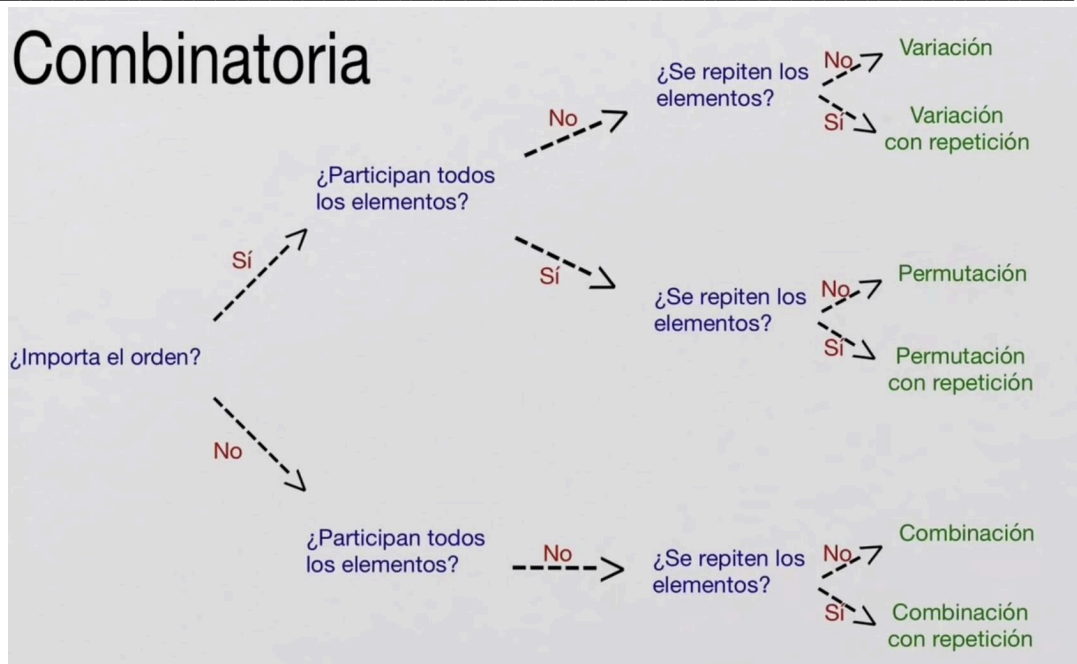 Combinatoria
¿Importa el orden?
Sí
No
¿Participan todos
los elementos?
No
Sí
¿Se repiten los
elementos?
No
Sí
Variación
Variación
con repetición
¿Se repiten los
elementos?
No
Sí
Permutación
Permutación
con repetición
¿Participan todos
los elementos?
No
¿Se repiten los
elementos?
No
Sí
Combinación
Combinación
con repetición